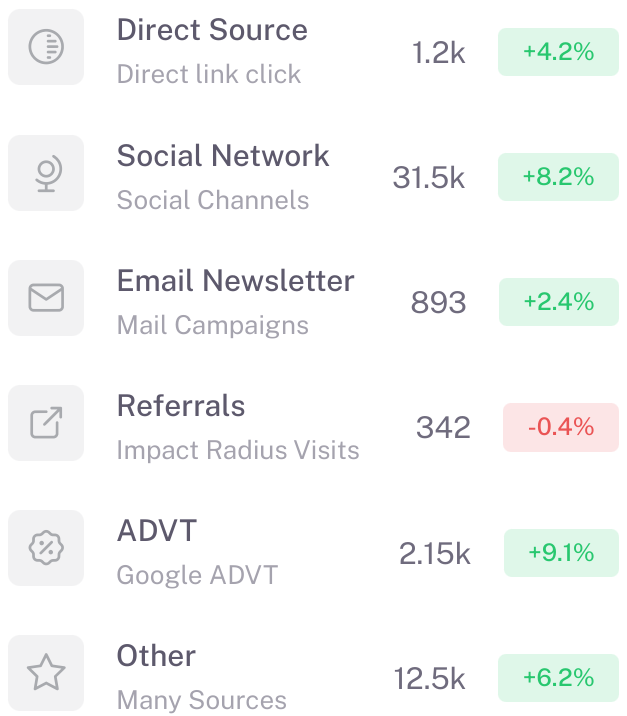 Direct Source
Direct link click
1.2k
+4.2%
Social Network
Social Channels
31.5k
+8.2%
Email Newsletter
Mail Campaigns
893
+2.4%
Referrals
Impact Radius Visits
342
-0.4%
ADVT
Google ADVT
2.15k
+9.1%
Other
Many Sources
12.5k
+6.2%